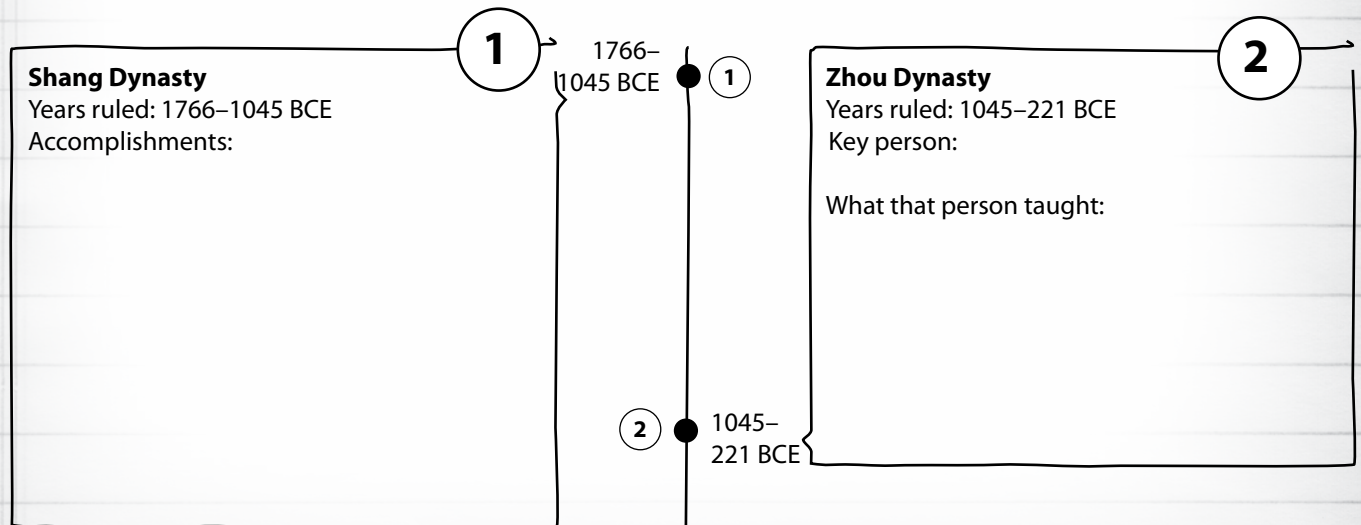 1
Shang Dynasty
Years ruled: 1766–1045 BCE
Accomplishments:
1766–
1045 BCE
1
2
Zhou Dynasty
Years ruled: 1045–221 BCE
Key person:
What that person taught:
2
1045–
221 BCE